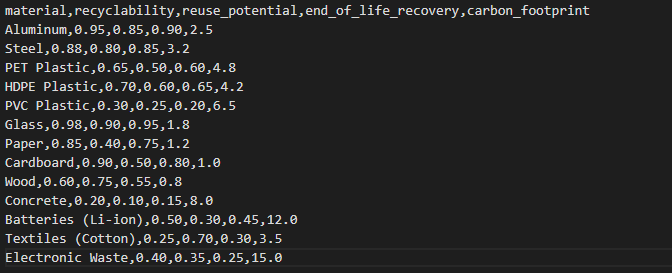 material,recyclability,reuse_potential,end_of_life_recovery,carbon_footprint
Aluminum,0.95,0.85,0.90,2.5
Steel,0.88,0.80,0.85,3.2
PET Plastic,0.65,0.50,0.60,4.8
HDPE Plastic,0.70,0.60,0.65,4.2
PVC Plastic,0.30,0.25,0.20,6.5
Glass,0.98,0.90,0.95,1.8
Paper,0.85,0.40,0.75,1.2
Cardboard,0.90,0.50,0.80,1.0
Wood,0.60,0.75,0.55,0.8
Concrete,0.20,0.10,0.15,8.0
Batteries (Li-ion),0.50,0.30,0.45,12.0
Textiles (Cotton),0.25,0.70,0.30,3.5
Electronic Waste,0.40,0.35,0.25,15.0